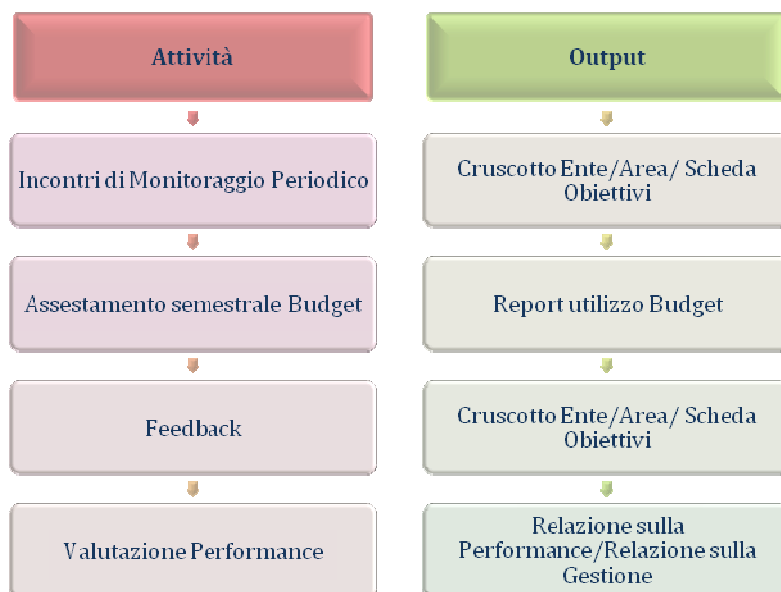 Attività
Incontri di Monitoraggio Periodico
Assestamento semestrale Budget
Feedback
Valutazione Performance
Output
Cruscotto Ente/Area/ Scheda
Obiettivi
Report utilizzo Budget
Cruscotto Ente/Area/ Scheda
Obiettivi
Relazione sulla
Performance/Relazione sulla
Gestione